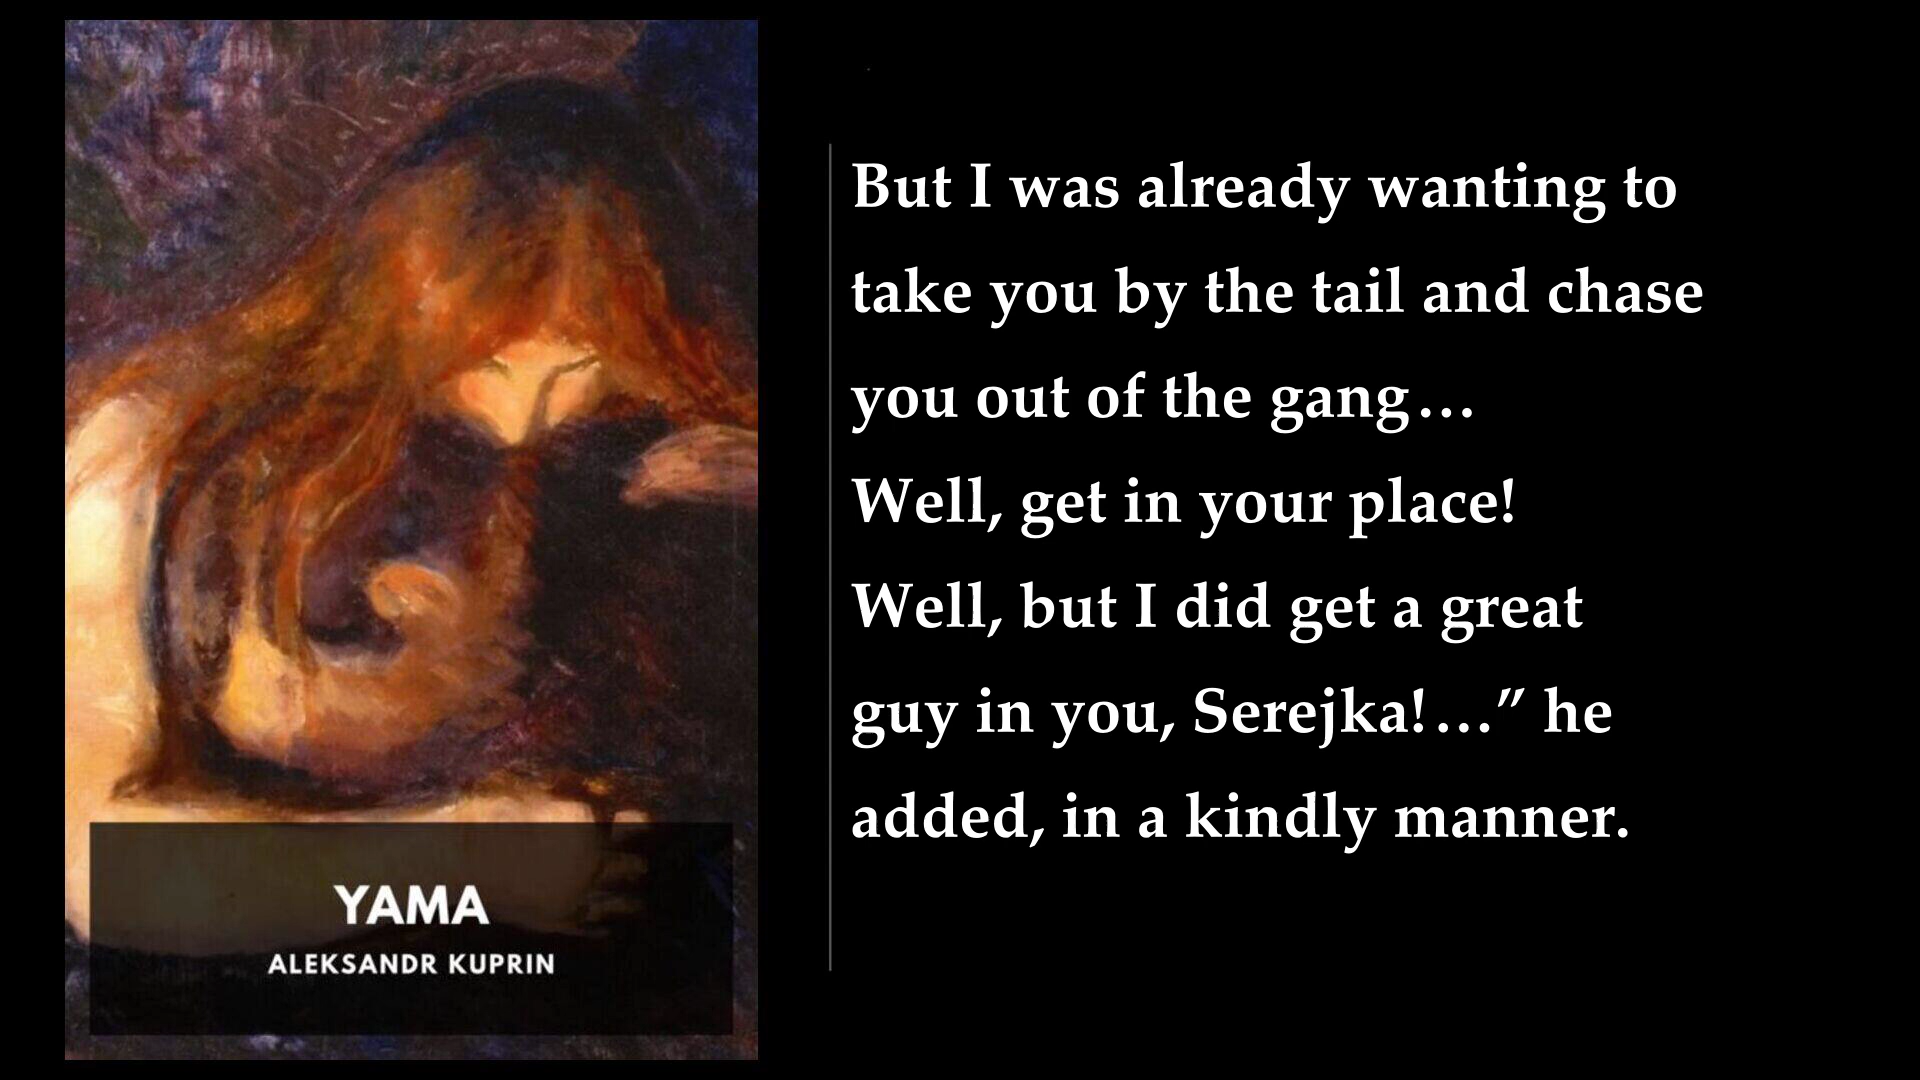 YAMA
ALEKSANDR KUPRIN
But I was already wanting to
take you by the tail and chase
you out of the gang…
Well, get in your place!
Well, but I did get a great
guy in you, Serejka!…” he
added, in a kindly manner.